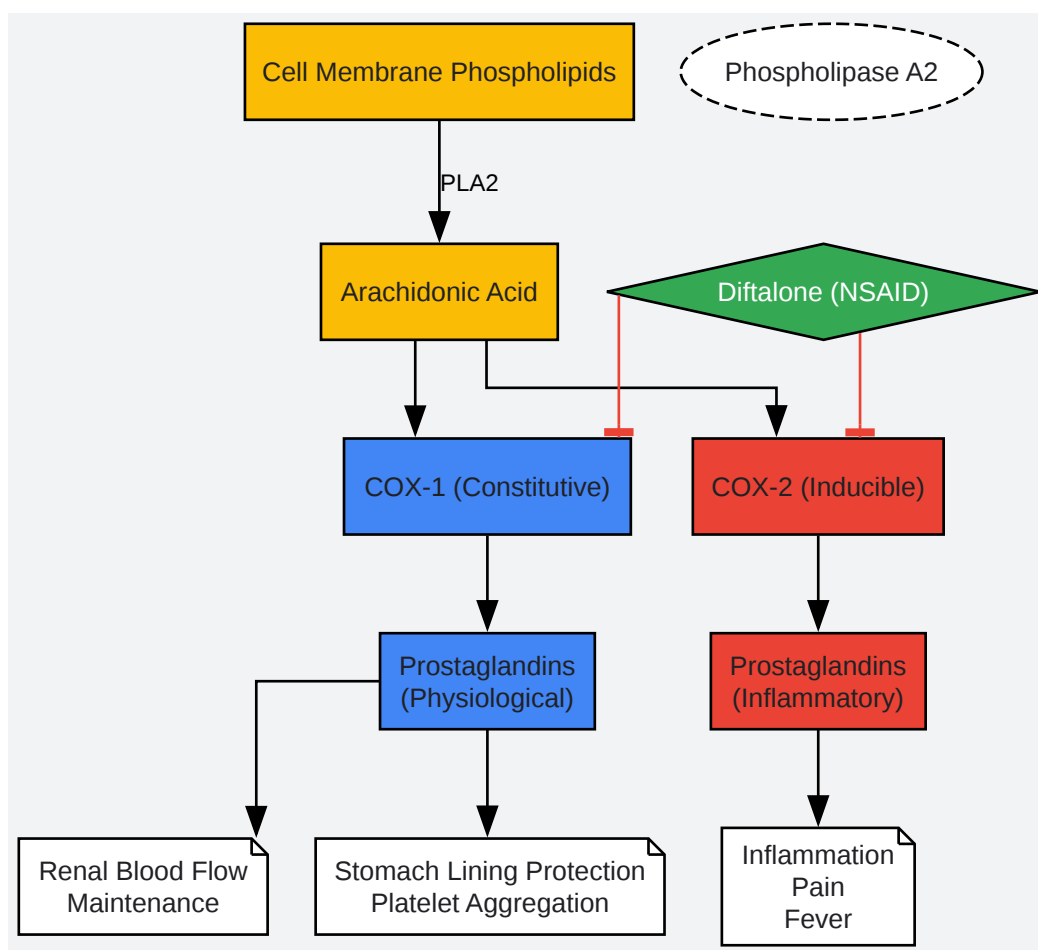 Cell Membrane Phospholipids
Phospholipase A2
PLA2
Arachidonic Acid
Diftalone (NSAID)
COX-1 (Constitutive)
COX-2 (Inducible)
Prostaglandins
(Physiological)
Prostaglandins
(Inflammatory)
Renal Blood Flow
Maintenance
Stomach Lining Protection
Platelet Aggregation
Inflammation
Pain
Fever